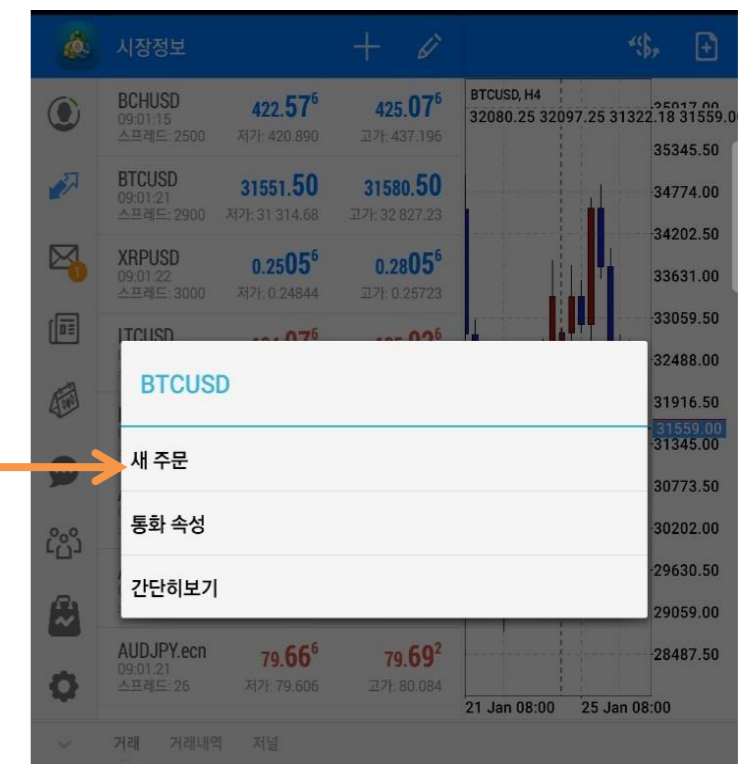 시장정보
BCHUSD
09:01:15
스프레드: 2500
422.57⁶
저가: 420.890
425.07⁶
고가: 437.196
BTCUSD
09:01:21
스프레드: 2900
31551.50
저가: 31 314.68
31580.50
고가: 32 827.23
XRPUSD
09:01:22
스프레드: 3000
0.2505⁶
저가: 0.24844
0.2805⁶
고가: 0.25723
LTCUSD
BTCUSD
새 주문
통화 속성
간단히보기
AUDJPY.ecn
09:01:21
스프레드: 26
79.66⁶
저가: 79.606
79.69²
고가: 80.084
BTCUSD, H4
32080.25 32097.25 31322.18 31559.0
35345.50
34774.00
34202.50
33631.00
33059.50
32488.00
31916.50
31559.00
31345.00
30773.50
30202.00
29630.50
29059.00
28487.50
21 Jan 08:00 25 Jan 08:00
거래 거래내역 저널